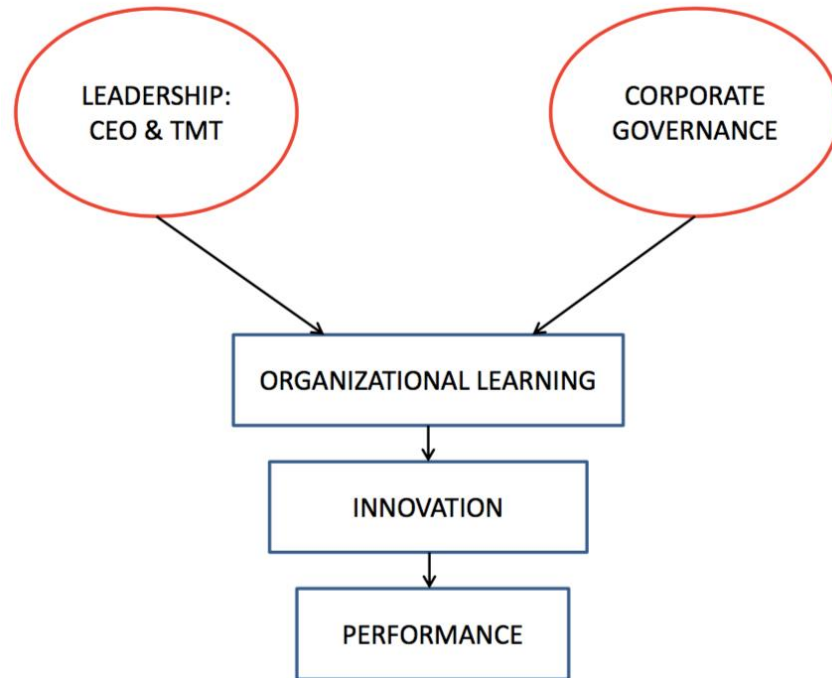 LEADERSHIP:
CEO & TMT
CORPORATE
GOVERNANCE
ORGANIZATIONAL LEARNING
INNOVATION
PERFORMANCE